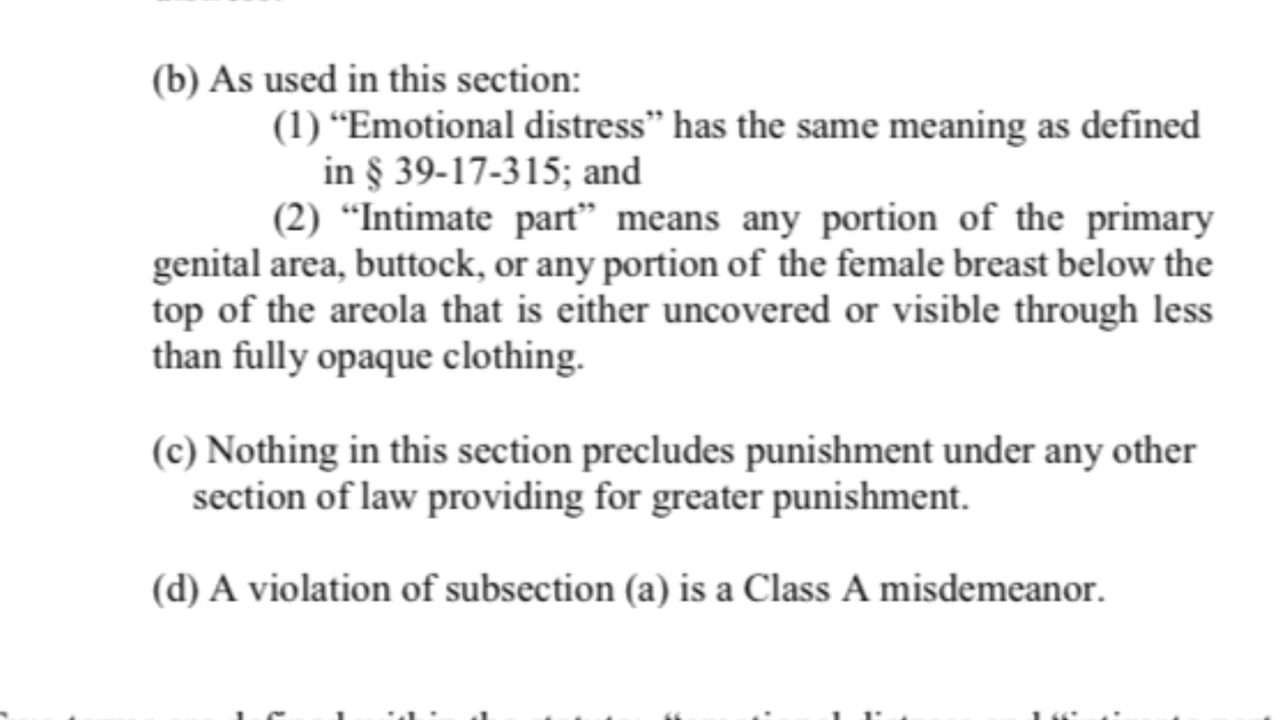 (b) As used in this section:
(1) “Emotional distress” has the same meaning as defined
in § 39-17-315; and
(2) “Intimate part” means any portion of the primary
genital area, buttock, or any portion of the female breast below the
top of the areola that is either uncovered or visible through less
than fully opaque clothing.
(c) Nothing in this section precludes punishment under any other
section of law providing for greater punishment.
(d) A violation of subsection (a) is a Class A misdemeanor.